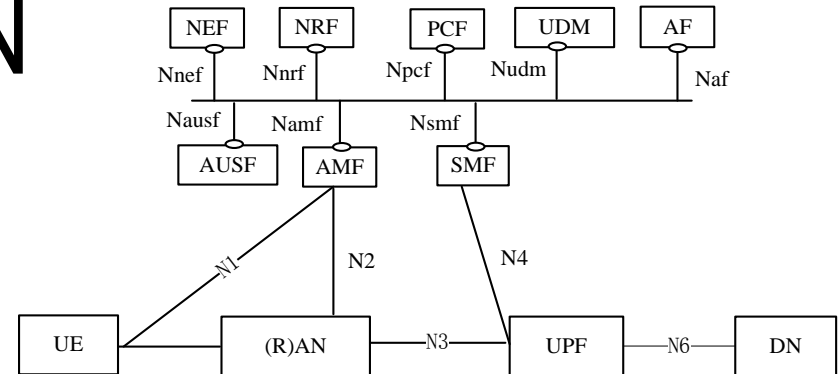 N
NEF NRF PCF UDM AF
Nnef Nnrf Npcf Nudm Naf
Nausf Namf Nsmf
AUSF AMF SMF
N1 N2 N4
UE (R)AN N3 UPF N6 DN